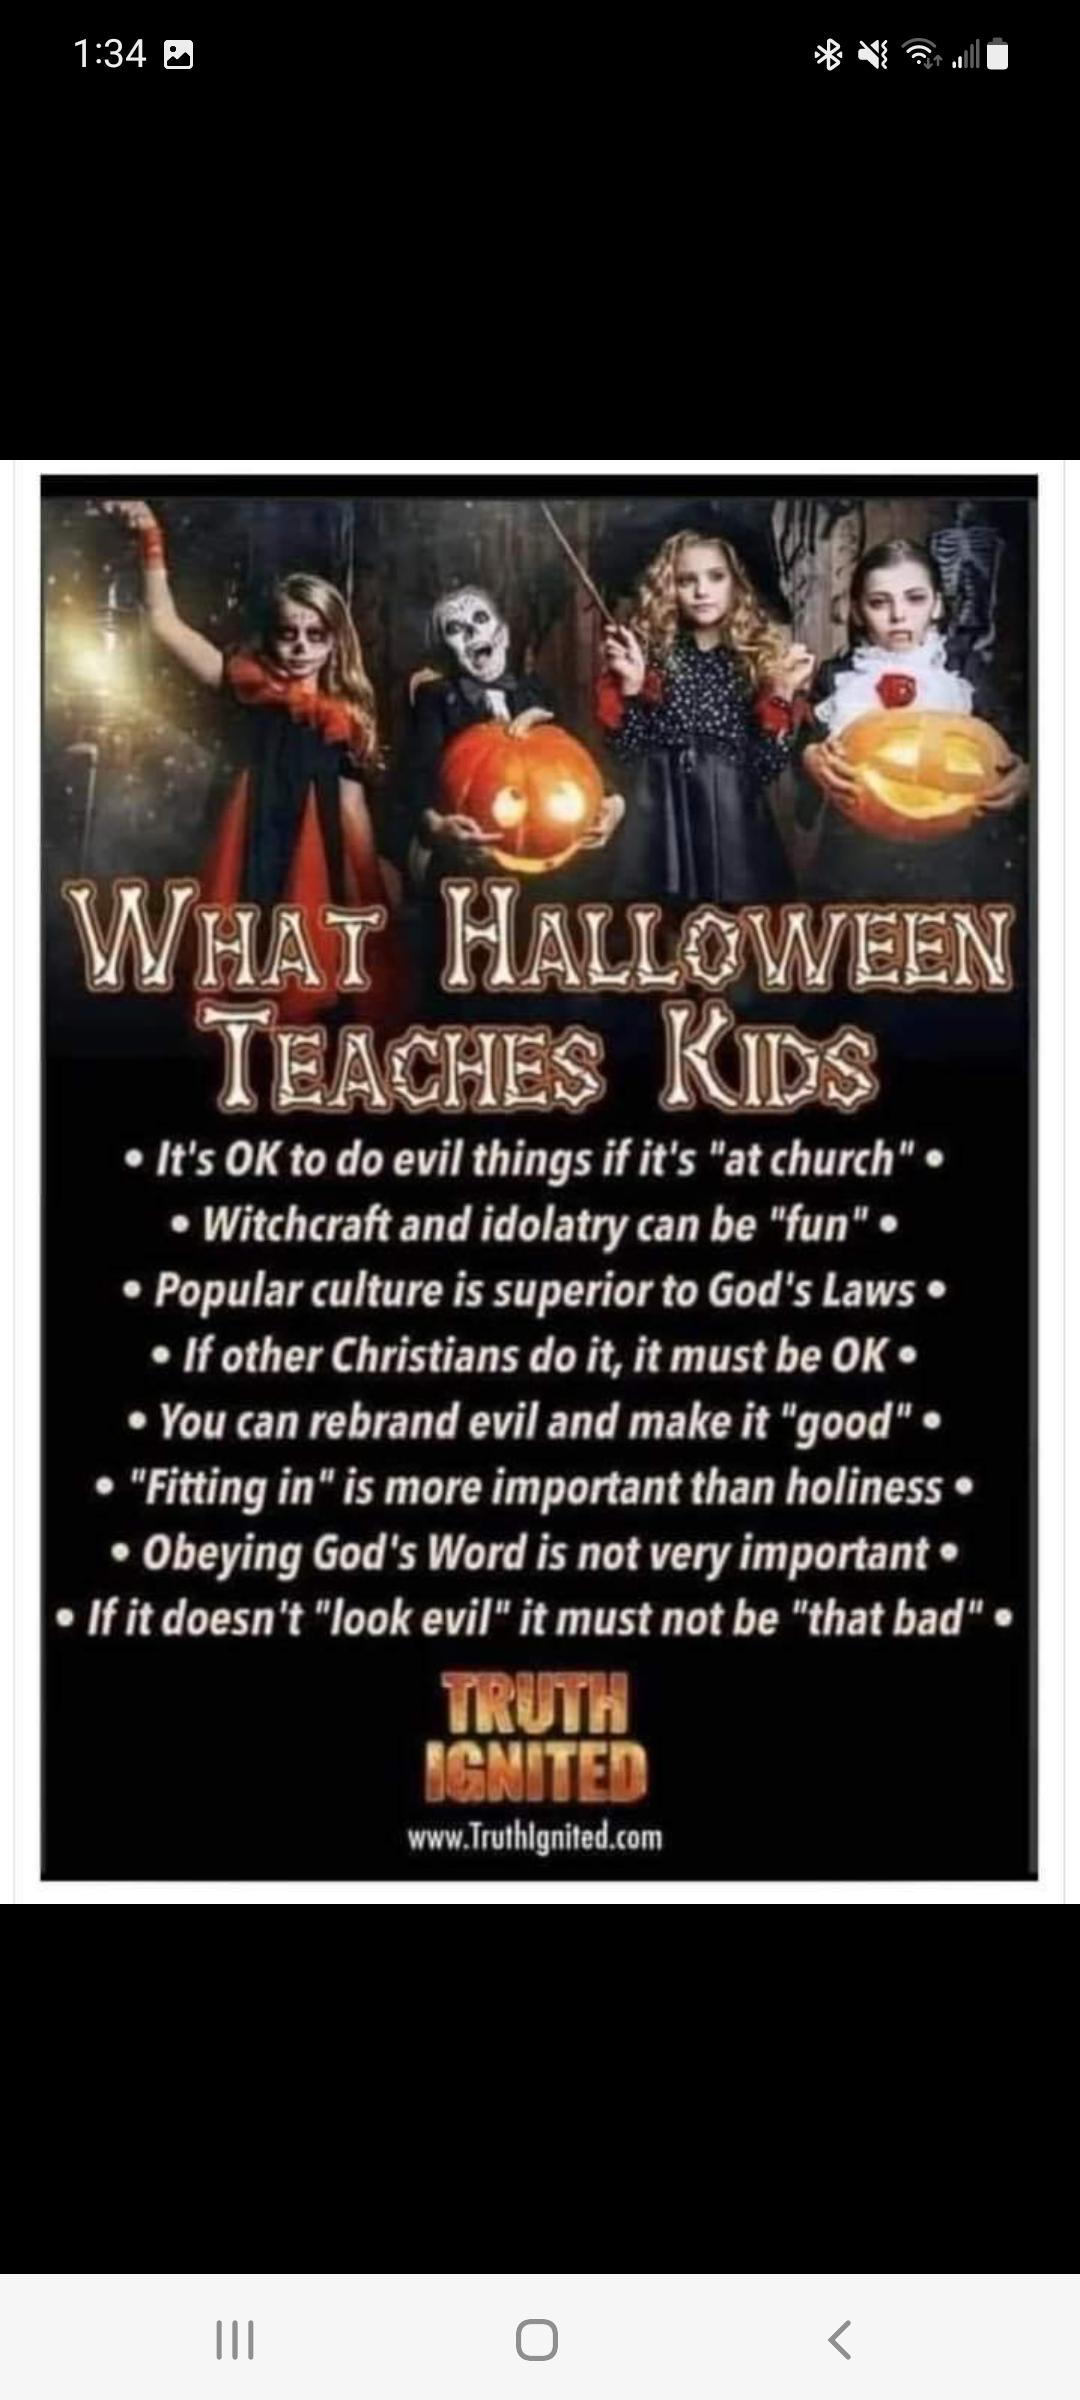 1:34
WHAT HALLOWEEN
TEACHES KIDS
• It's OK to do evil things if it's "at church" •
• Witchcraft and idolatry can be "fun" •
• Popular culture is superior to God's Laws •
• If other Christians do it, it must be OK •
• You can rebrand evil and make it "good" •
• "Fitting in" is more important than holiness •
• Obeying God's Word is not very important •
• If it doesn't "look evil" it must not be "that bad" •
TRUTH
IGNITED
www.TruthIgnited.com